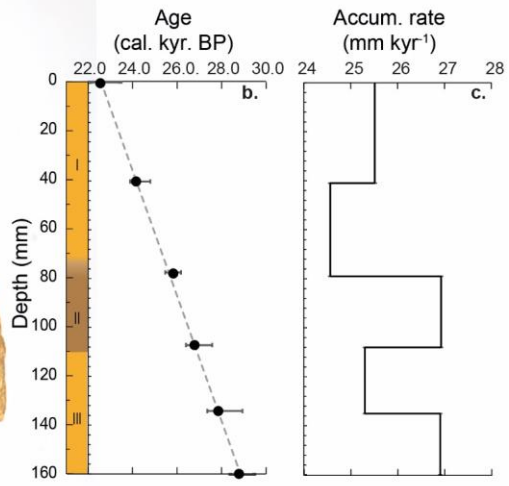 Age
(cal. kyr. BP)
22.0 24.0 26.0 28.0 30.0
b.
Depth (mm)
0
20
40
60
80
100
120
140
160
I
II
III
Accum. rate
(mm kyr⁻¹)
24 25 26 27 28
c.